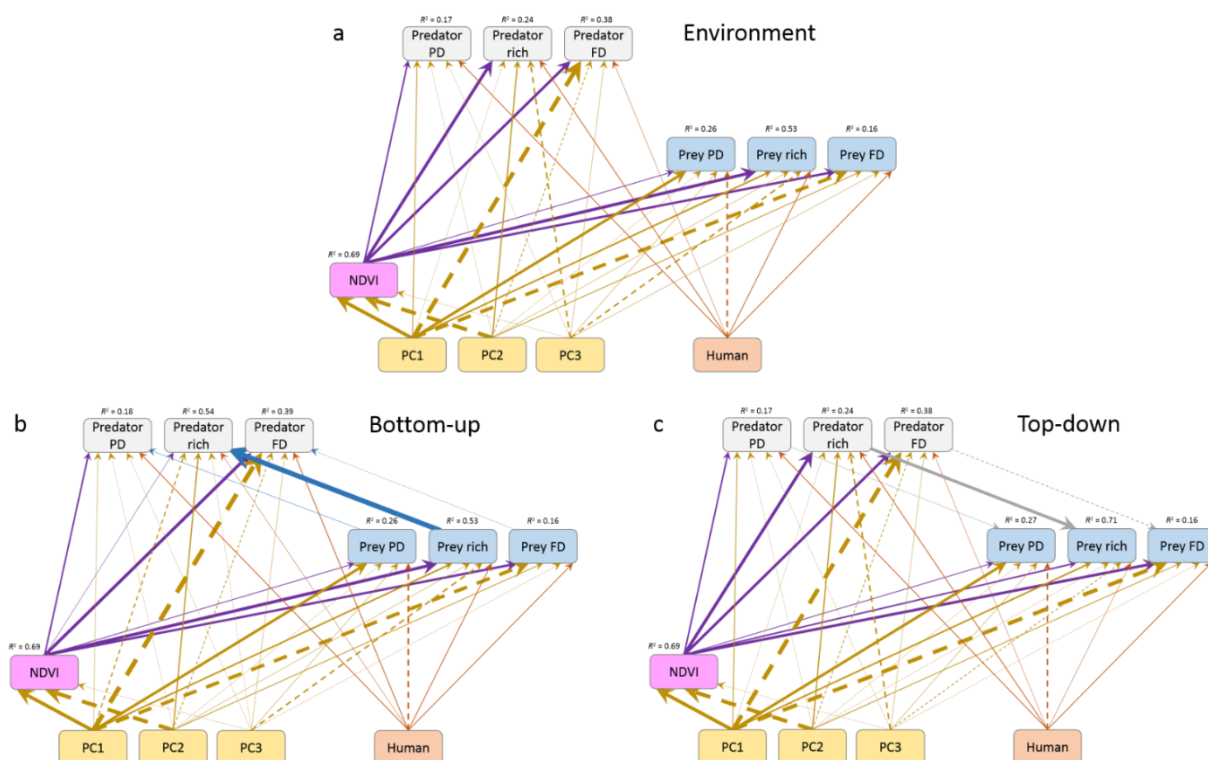 a
Environment
R² = 0.17
R² = 0.24
R² = 0.38
Predator
PD
Predator
rich
Predator
FD
R² = 0.26
R² = 0.53
R² = 0.16
Prey PD
Prey rich
Prey FD
R² = 0.69
NDVI
PC1
PC2
PC3
Human
b
Bottom-up
R² = 0.18
R² = 0.54
R² = 0.39
Predator
PD
Predator
rich
Predator
FD
R² = 0.26
R² = 0.53
R² = 0.16
Prey PD
Prey rich
Prey FD
R² = 0.69
NDVI
PC1
PC2
PC3
Human
c
Top-down
R² = 0.17
R² = 0.24
R² = 0.38
Predator
PD
Predator
rich
Predator
FD
R² = 0.27
R² = 0.71
R² = 0.16
Prey PD
Prey rich
Prey FD
R² = 0.69
NDVI
PC1
PC2
PC3
Human